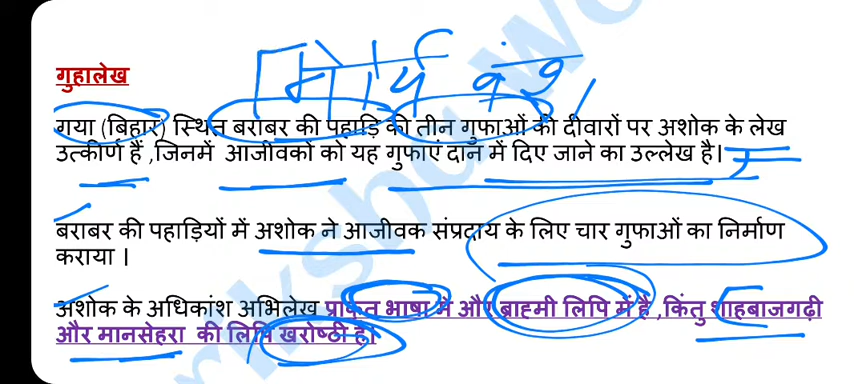 मौर्य वंश
गुहालेख
गया (बिहार) स्थित बराबर की पहाड़ि की तीन गुफाओं की दीवारों पर अशोक के लेख
उत्कीर्ण हैं ,जिनमें आजीवकों को यह गुफाएं दान में दिए जाने का उल्लेख है।
बराबर की पहाड़ियों में अशोक ने आजीवक संप्रदाय के लिए चार गुफाओं का निर्माण
कराया ।
अशोक के अधिकांश अभिलेख प्राकृत भाषा में और ब्राह्मी लिपि में है ,किंतु शाहबाजगढ़ी
और मानसेहरा की लिपि खरोष्ठी है।